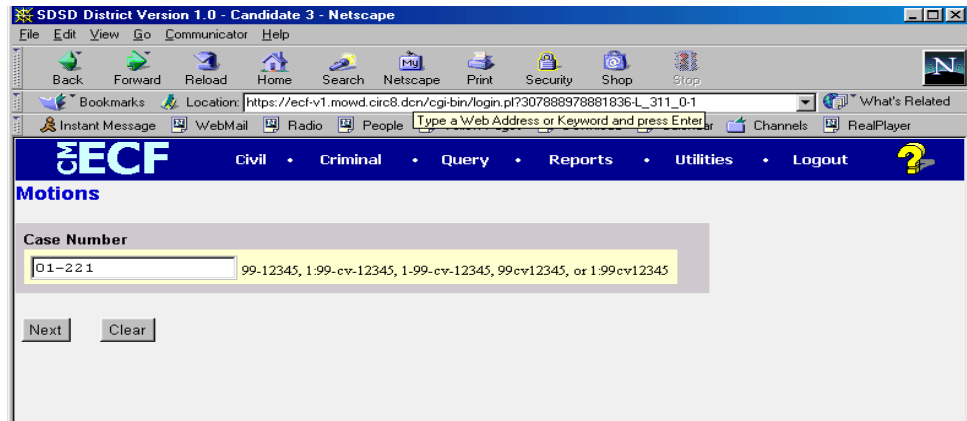 SDSD District Version 1.0 - Candidate 3 - Netscape
File Edit View Go Communicator Help
Back Forward Reload Home Search Netscape Print Security Shop Stop
Bookmarks Location: https://ecf-v1.mowd.circ8.dcn/cgi-bin/login.pl?307888978881836-L_311_0-1 What's Related
Instant Message WebMail Radio People Channels RealPlayer
Type a Web Address or Keyword and press Enter
CM ECF Civil • Criminal • Query • Reports • Utilities • Logout ?
Motions
Case Number
01-221 99-12345, 1:99-cv-12345, 1-99-cv-12345, 99cv12345, or 1:99cv12345
Next Clear